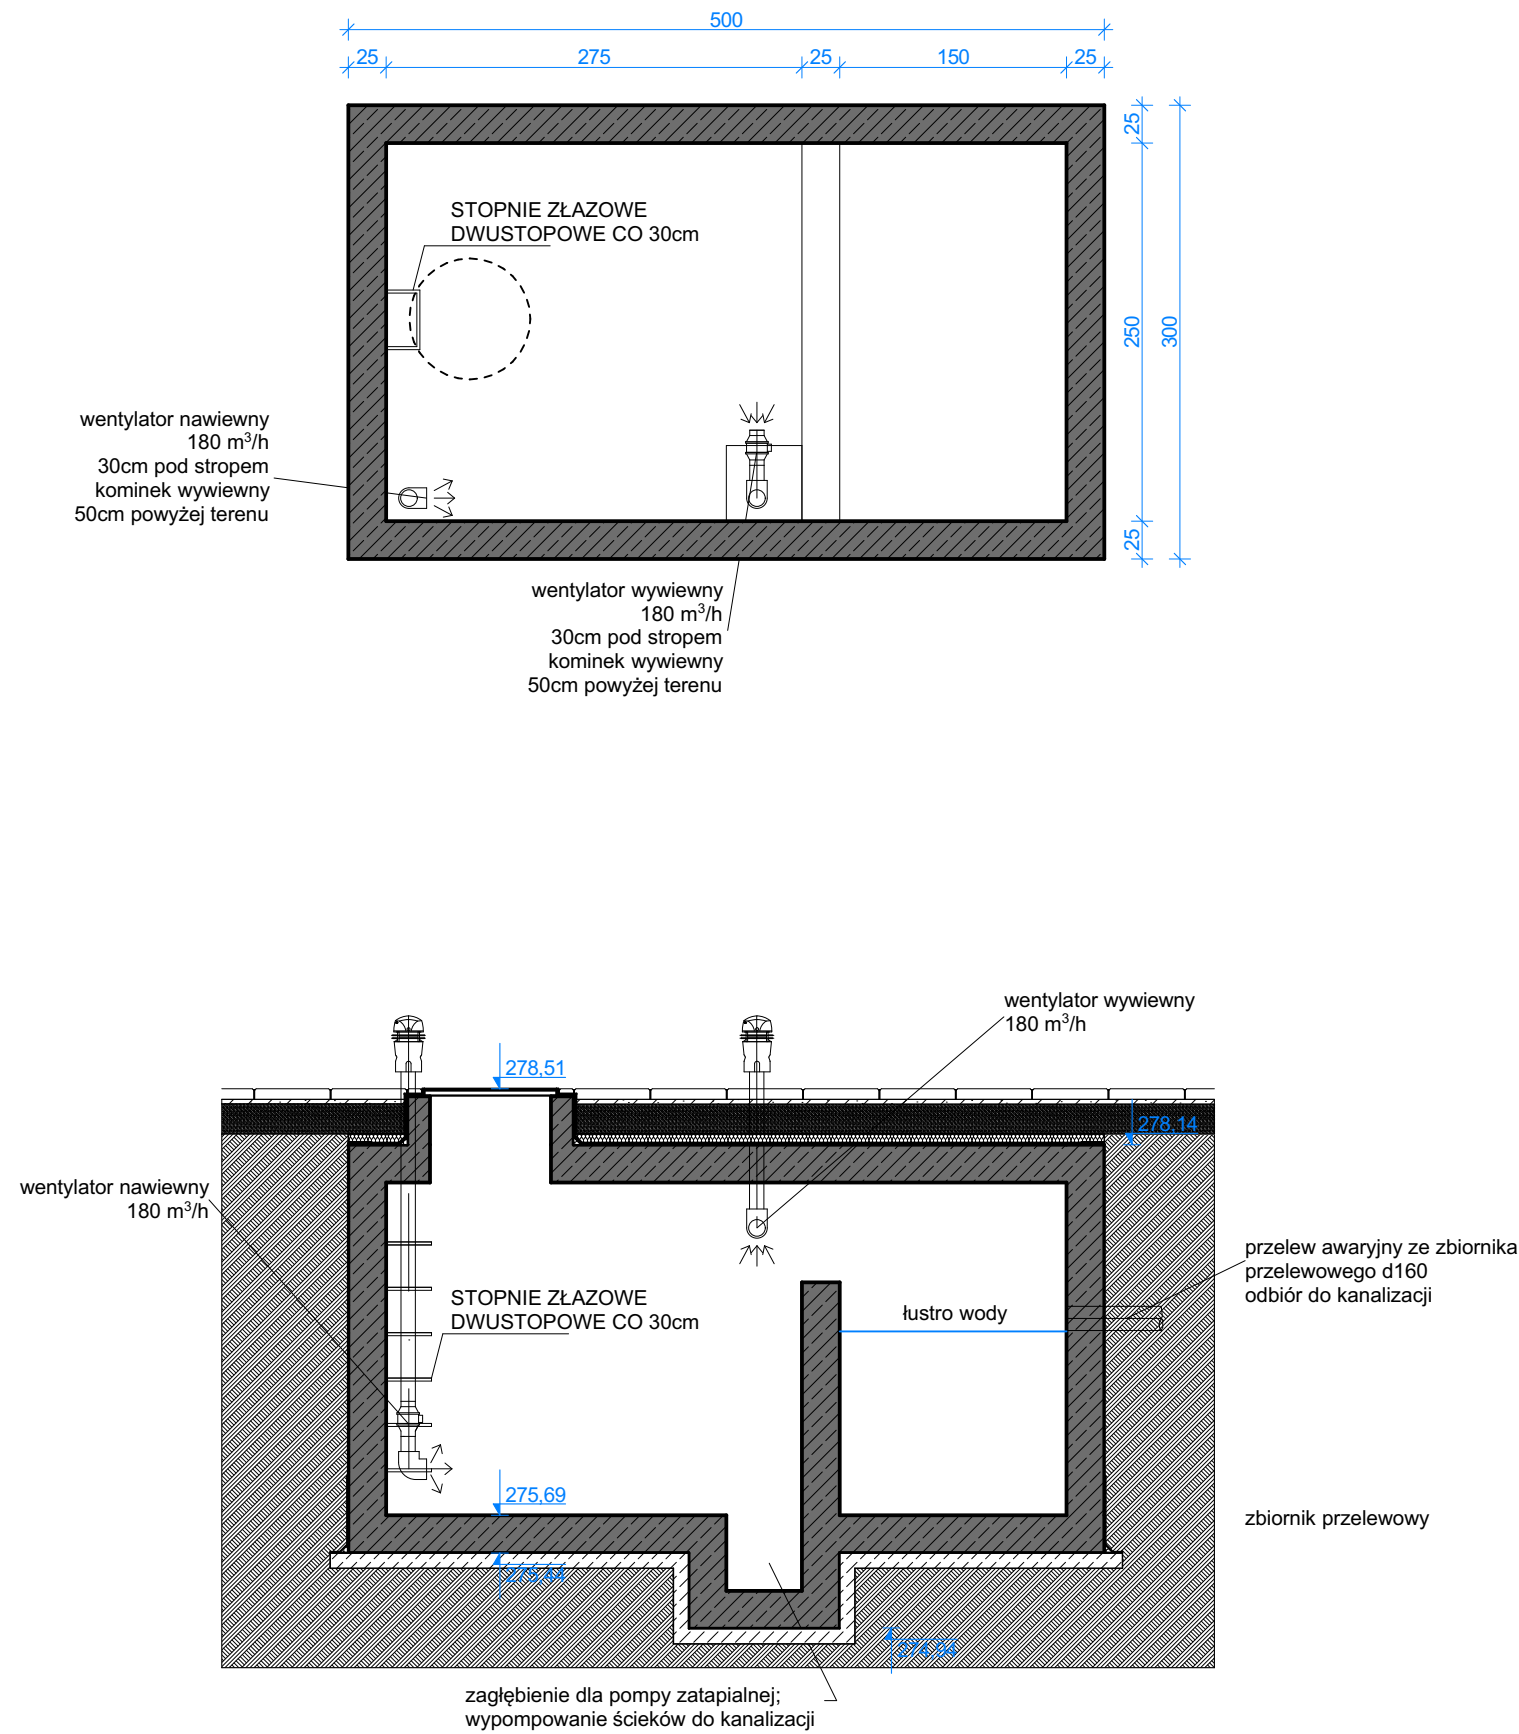 500
25
275
25
150
25
25
250
300
25
STOPNIE ZŁAZOWE
DWUSTOPOWE CO 30cm
wentylator nawiewny
180 m³/h
30cm pod stropem
kominek wywiewny
50cm powyżej terenu
wentylator wywiewny
180 m³/h
30cm pod stropem
kominek wywiewny
50cm powyżej terenu
wentylator wywiewny
180 m³/h
278,51
278,14
wentylator nawiewny
180 m³/h
przelew awaryjny ze zbiornika
przelewowego d160
odbiór do kanalizacji
STOPNIE ZŁAZOWE
DWUSTOPOWE CO 30cm
łustro wody
275,69
zbiornik przelewowy
275,44
274,94
zagłębienie dla pompy zatapialnej;
wypompowanie ścieków do kanalizacji